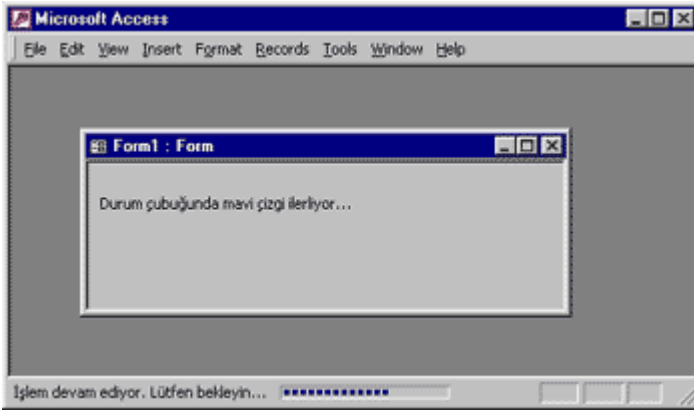 Microsoft Access
File Edit View Insert Format Records Tools Window Help
Form1 : Form
Durum çubuğunda mavi çizgi ilerliyor...
İşlem devam ediyor. Lütfen bekleyin...